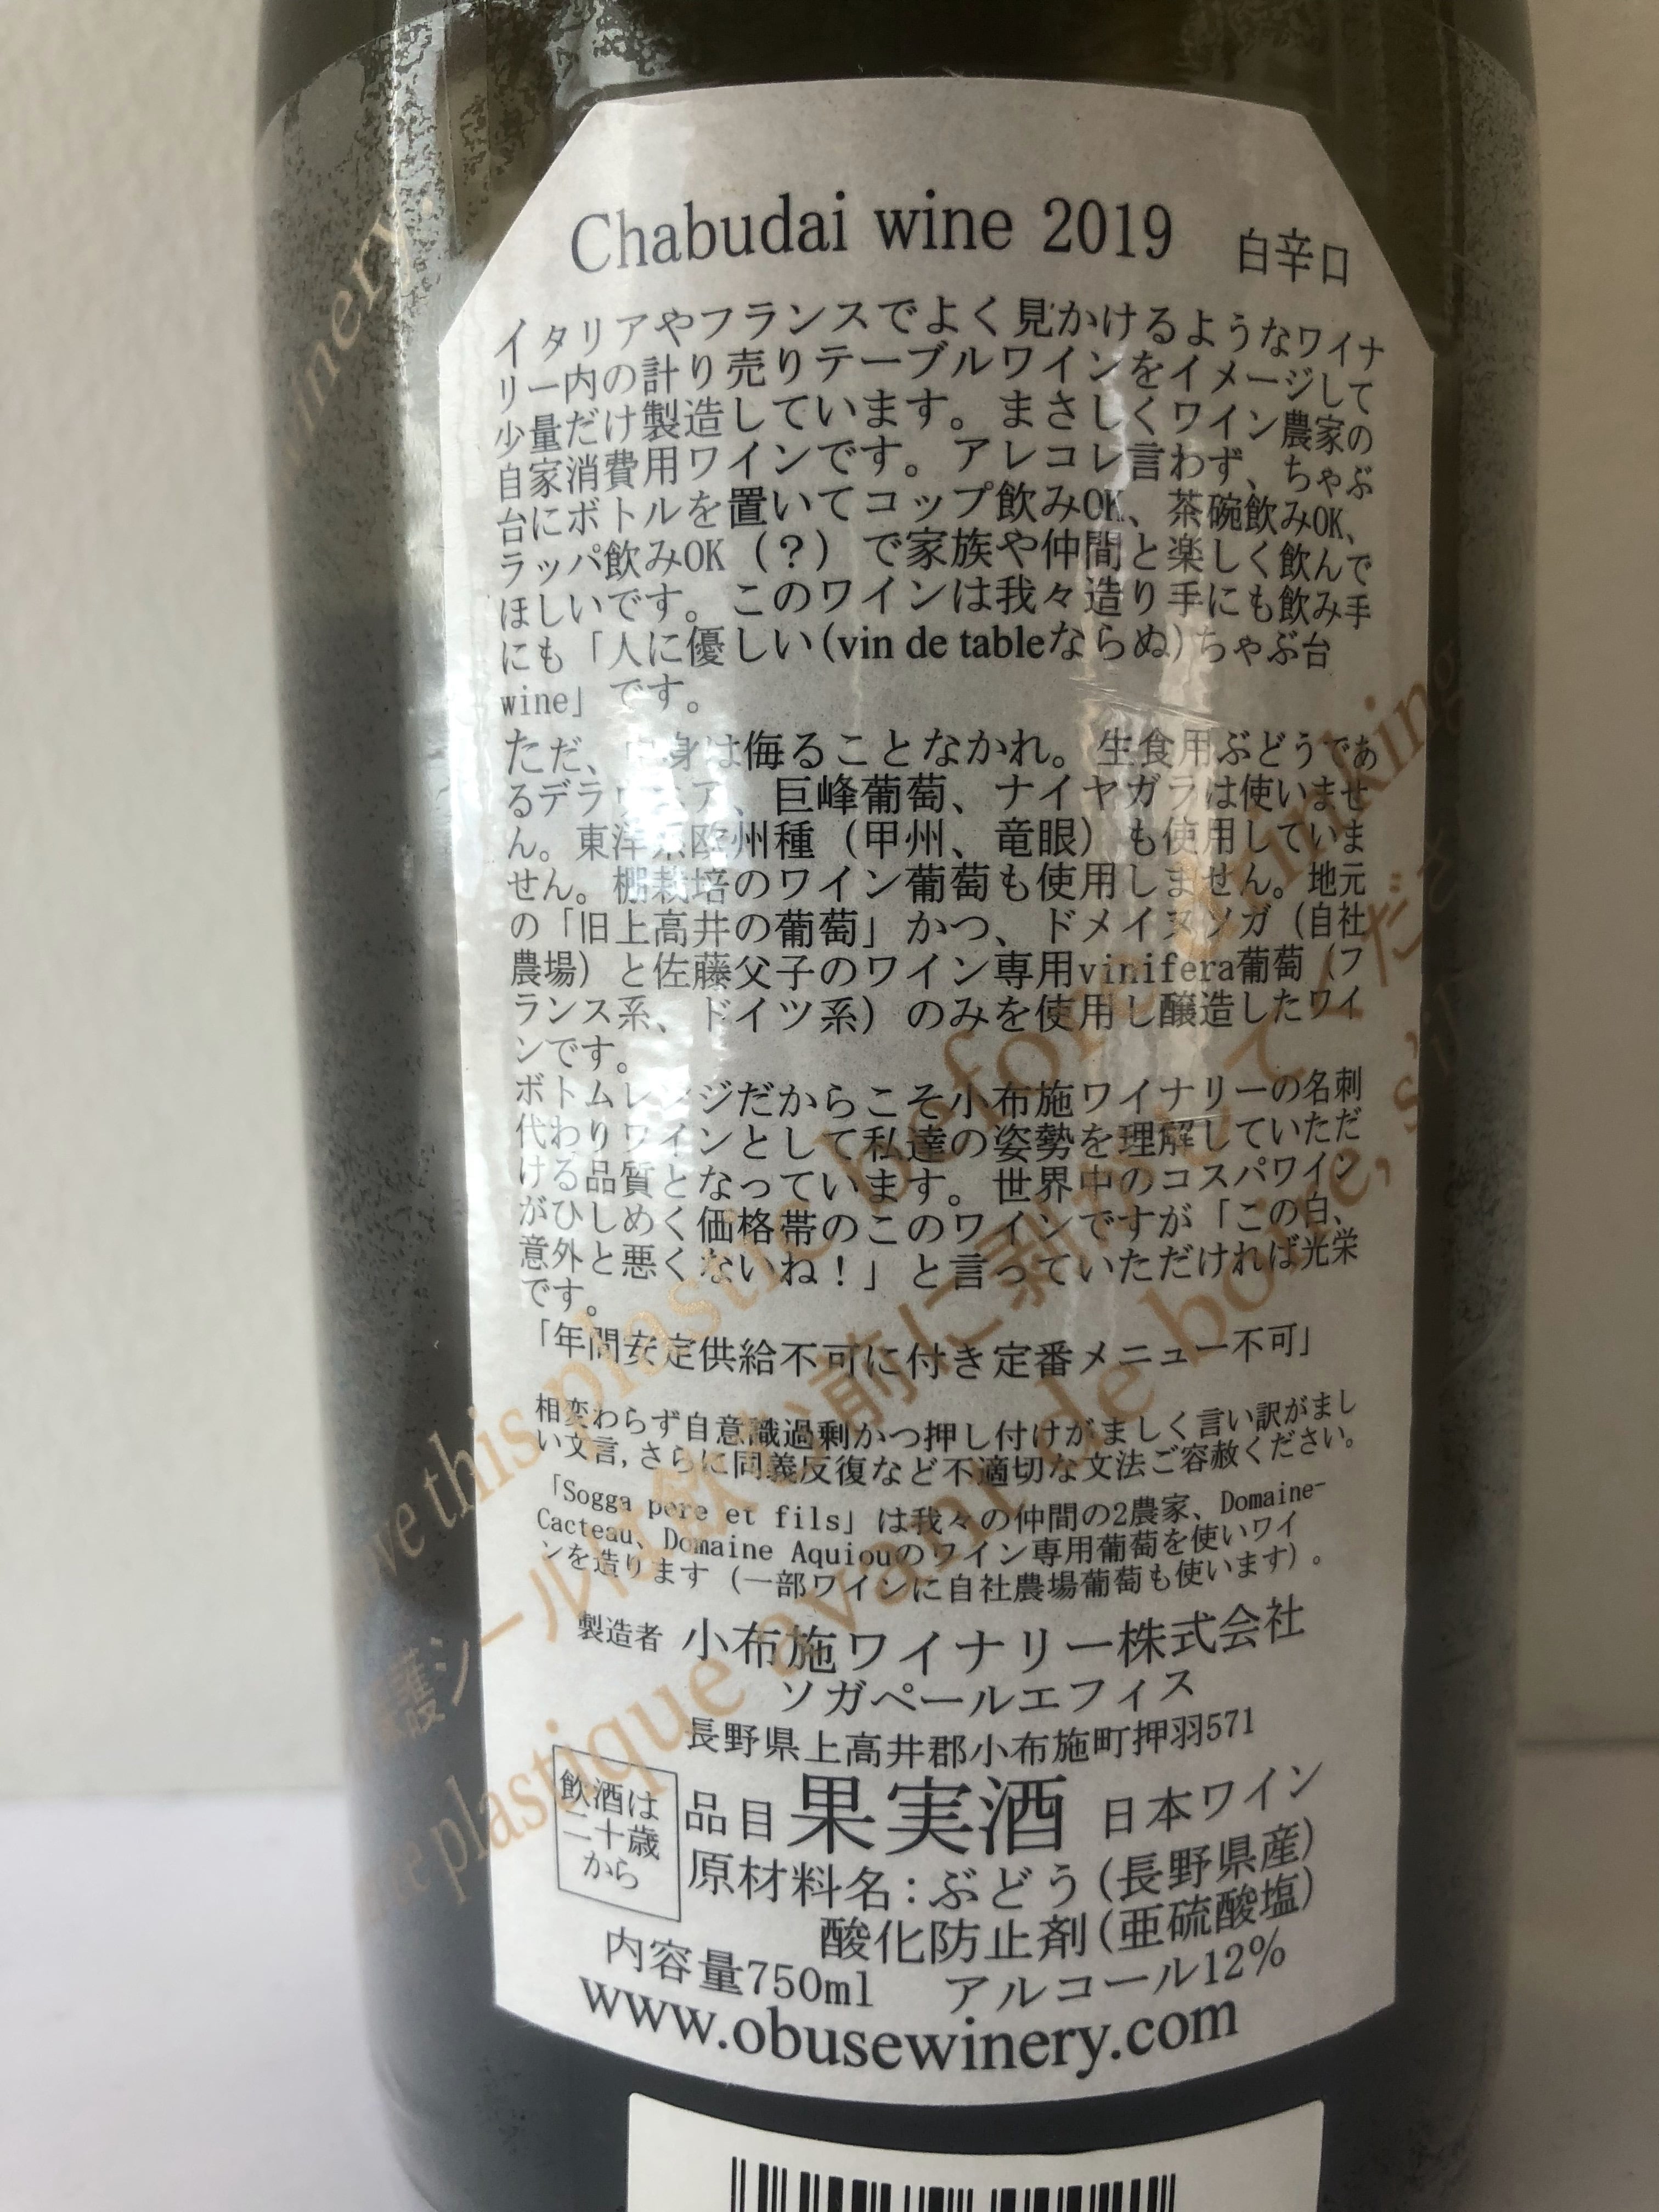 Chabudai wine 2019 白辛口
イタリアやフランスでよく見かけるようなワイナ
リー内の計り売りテーブルワインをイメージして
少量だけ製造しています。まさしくワイン農家の
自家消費用ワインです。アレコレ言わず、ちゃぶ
台にボトルを置いてコップ飲みOK、茶碗飲みOK、
ラッパ飲みOK（？）で家族や仲間と楽しく飲んで
ほしいです。このワインは我々造り手にも飲み手
にも「人に優しい(vin de tableならぬ)ちゃぶ台
wine」です。
ただ、中身は侮ることなかれ。生食用ぶどうであ
るデラウエア、巨峰葡萄、ナイヤガラは使いませ
ん。東洋系欧州種（甲州、竜眼）も使用していま
せん。棚栽培のワイン葡萄も使用しません。地元
の「旧上高井の葡萄」かつ、ドメイヌソガ（自社
農場）と佐藤父子のワイン専用vinifera葡萄（フ
ランス系、ドイツ系）のみを使用し醸造したワイ
ンです。
ボトムレンジだからこそ小布施ワイナリーの名刺
代わりワインとして私達の姿勢を理解していただ
ける品質となっています。世界中のコスパワイン
がひしめく価格帯のこのワインですが「この白、
意外と悪くないね！」と言っていただければ光栄
です。
「年間安定供給不可に付き定番メニュー不可」
相変わらず自意識過剰かつ押し付けがましく言い訳がまし
い文言,さらに同義反復など不適切な文法ご容赦ください。
「Sogga pere et fils」は我々の仲間の2農家、Domaine-
Cacteau、Domaine Aquiouのワイン専用葡萄を使いワイ
ンを造ります（一部ワインに自社農場葡萄も使います）。
製造者 小布施ワイナリー株式会社
ソガペールエフィス
長野県上高井郡小布施町押羽571
飲酒は
二十歳
から
品目 果実酒 日本ワイン
原材料名：ぶどう(長野県産)
酸化防止剤(亜硫酸塩)
内容量750ml アルコール12%
www.obusewinery.com
this plastic before drinking
護シールは飲む前に剥がしてくださ
plastique avant de boire, s'il